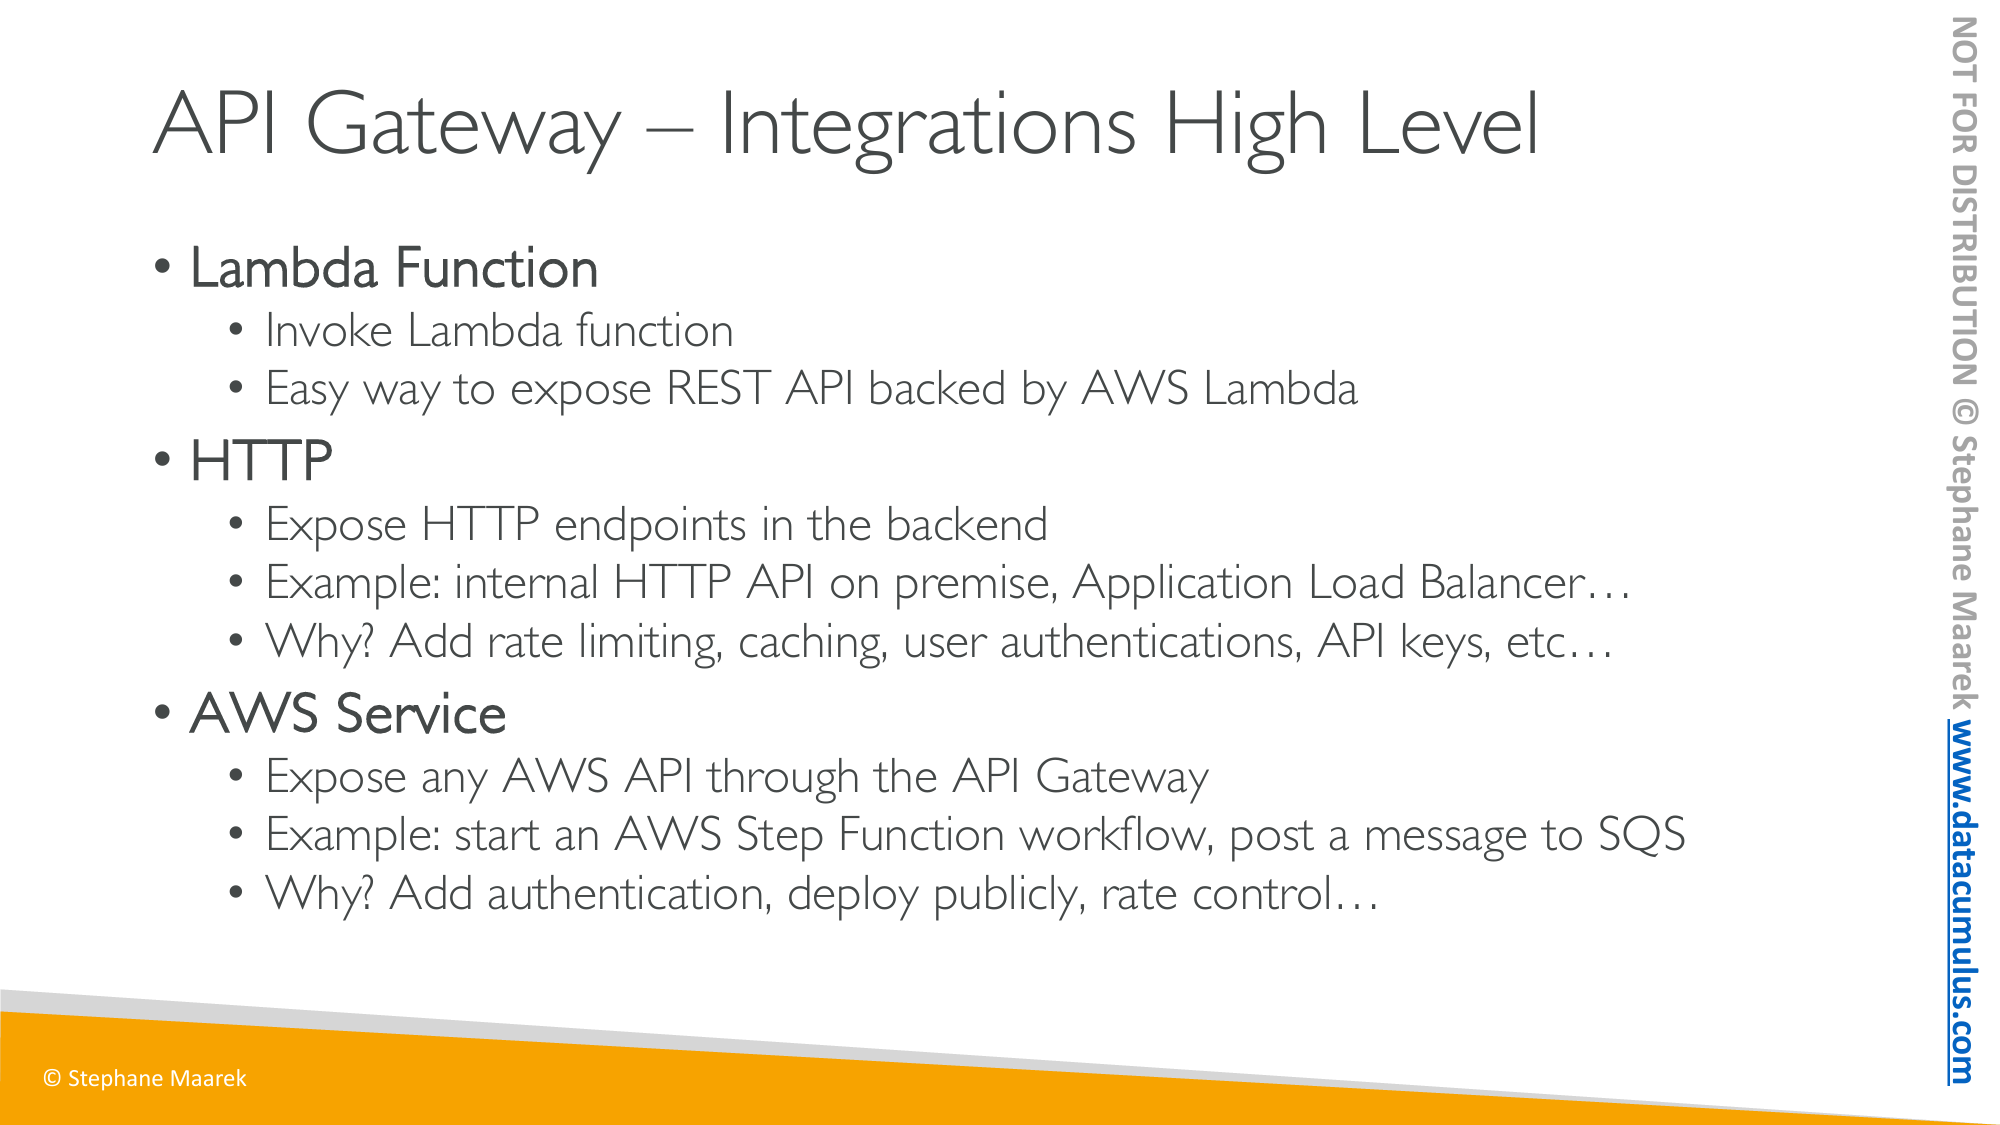 API Gateway – Integrations High Level
• Lambda Function
• Invoke Lambda function
• Easy way to expose REST API backed by AWS Lambda
• HTTP
• Expose HTTP endpoints in the backend
• Example: internal HTTP API on premise, Application Load Balancer…
• Why? Add rate limiting, caching, user authentications, API keys, etc…
• AWS Service
• Expose any AWS API through the API Gateway
• Example: start an AWS Step Function workflow, post a message to SQS
• Why? Add authentication, deploy publicly, rate control…
© Stephane Maarek
NOT FOR DISTRIBUTION © Stephane Maarek www.datacumulus.com